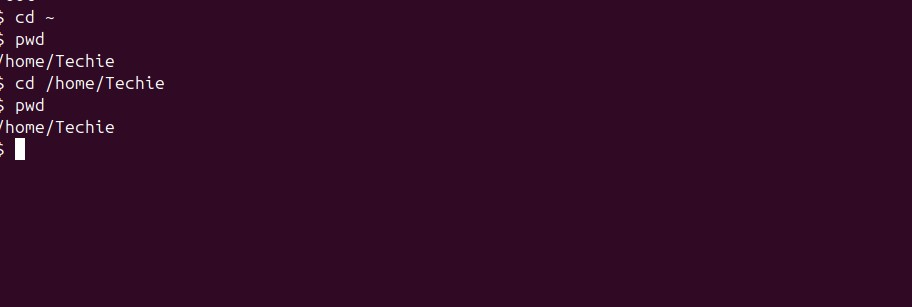 $ cd ~
$ pwd
/home/Techie
$ cd /home/Techie
$ pwd
/home/Techie
$